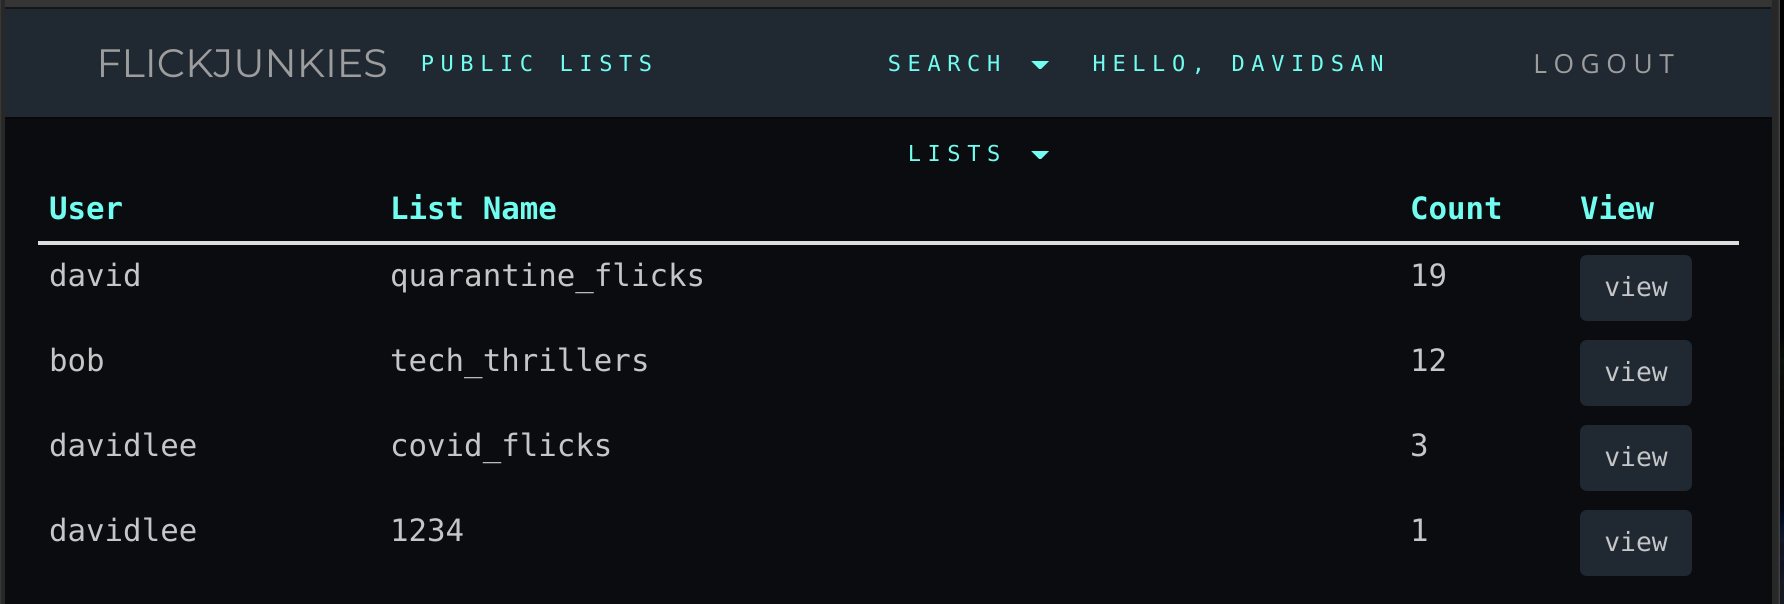 FLICKJUNKIES PUBLIC LISTS SEARCH HELLO, DAVIDSAN LOGOUT
LISTS
User List Name Count View
david quarantine_flicks 19 view
bob tech_thrillers 12 view
davidlee covid_flicks 3 view
davidlee 1234 1 view